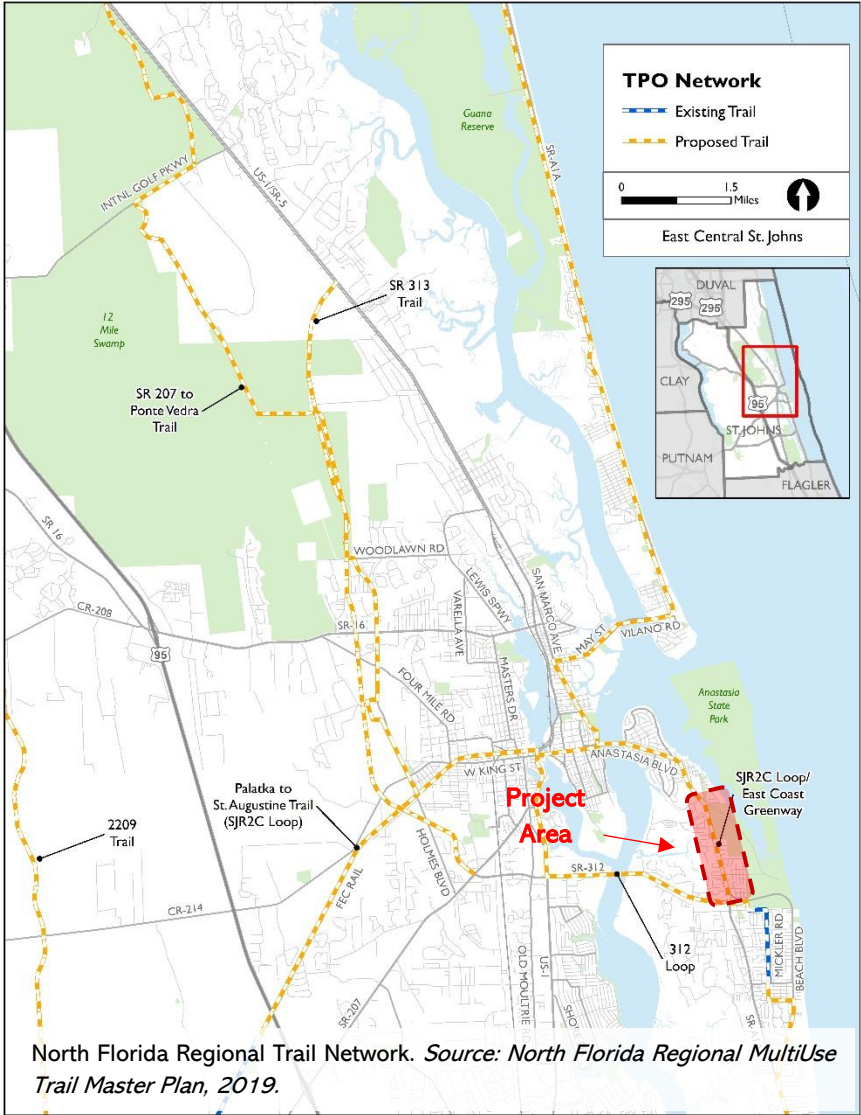 Guana
Reserve
TPO Network
Existing Trail
Proposed Trail
0
1.5
Miles
East Central St. Johns
INTNL GOLF PKWY
US-1/SR-5
SR-A1A
SR 313
Trail
12
Mile
Swamp
SR 207 to
Ponte Vedra
Trail
DUVAL
295
295
CLAY
95
ST. JOHNS
PUTNAM
FLAGLER
SR 16
WOODLAWN RD
CR-208
SR-16
VARELLA AVE
LEWIS SPWY
SAN MARCO AVE
MAY ST
VILANO RD
95
FOUR MILE RD
MASTERS DR
Anastasia
State
Park
W KING ST
ANASTASIA BLVD
SJR2C Loop/
East Coast
Greenway
Palatka to
St. Augustine Trail
(SJR2C Loop)
Project
Area
2209
Trail
HOLMES BLVD
SR-312
FEC RAIL
CR-214
312
Loop
MICKLER RD
BEACH BLVD
OLD MOULTRIE
US-1
SR-207
North Florida Regional Trail Network. Source: North Florida Regional MultiUse
Trail Master Plan, 2019.